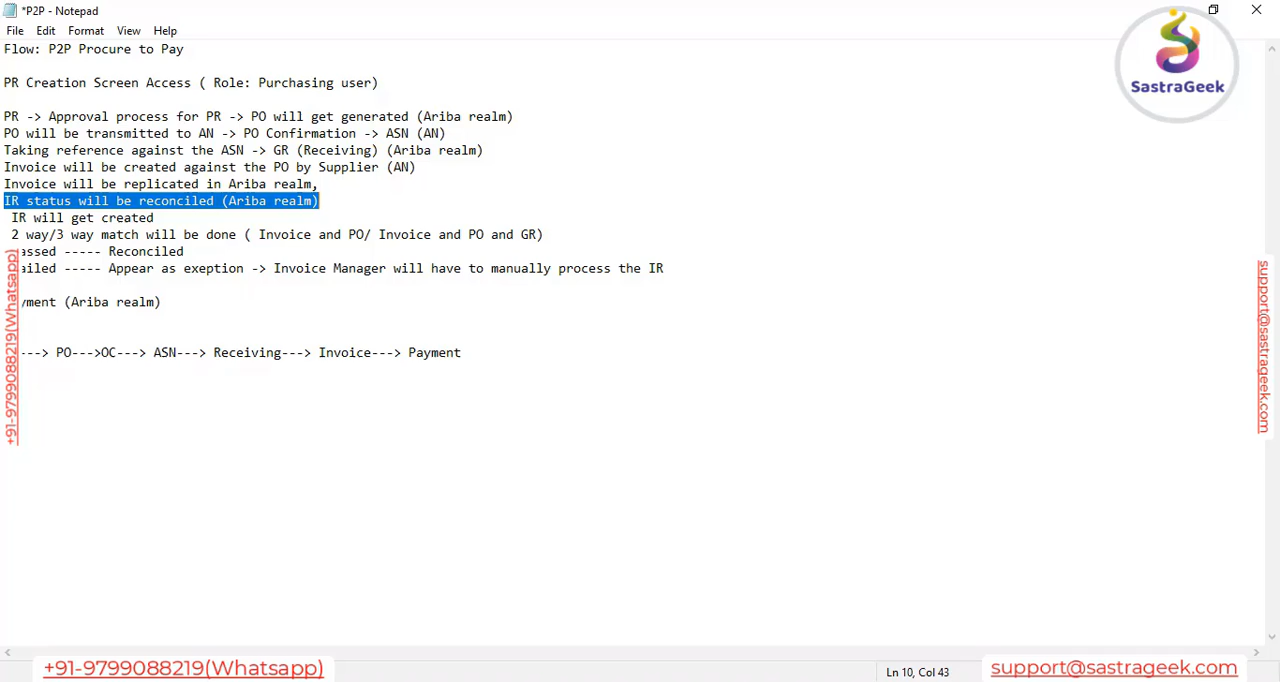 *P2P - Notepad
File Edit Format View Help
Flow: P2P Procure to Pay
PR Creation Screen Access ( Role: Purchasing user)
PR -> Approval process for PR -> PO will get generated (Ariba realm)
PO will be transmitted to AN -> PO Confirmation -> ASN (AN)
Taking reference against the ASN -> GR (Receiving) (Ariba realm)
Invoice will be created against the PO by Supplier (AN)
Invoice will be replicated in Ariba realm,
IR status will be reconciled (Ariba realm)
IR will get created
2 way/3 way match will be done ( Invoice and PO/ Invoice and PO and GR)
assed ----- Reconciled
ailed ----- Appear as exeption -> Invoice Manager will have to manually process the IR
yment (Ariba realm)
---> PO--->OC---> ASN---> Receiving---> Invoice---> Payment
SastraGeek
+91-9799088219(Whatsapp)
support@sastrageek.com
+91-9799088219(Whatsapp)
Ln 10, Col 43
support@sastrageek.com